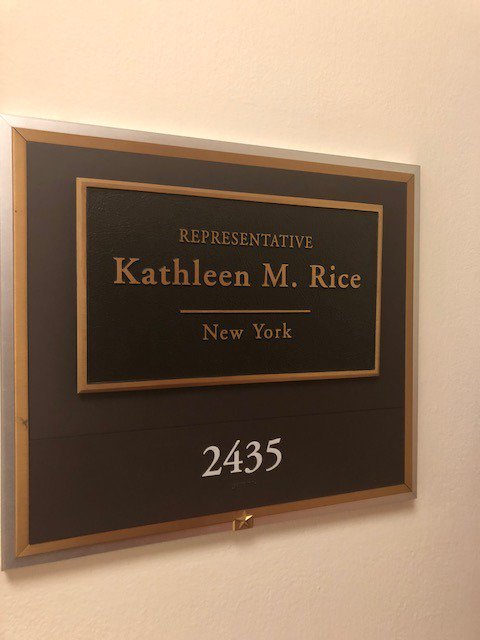 REPRESENTATIVE
Kathleen M. Rice
New York
2435